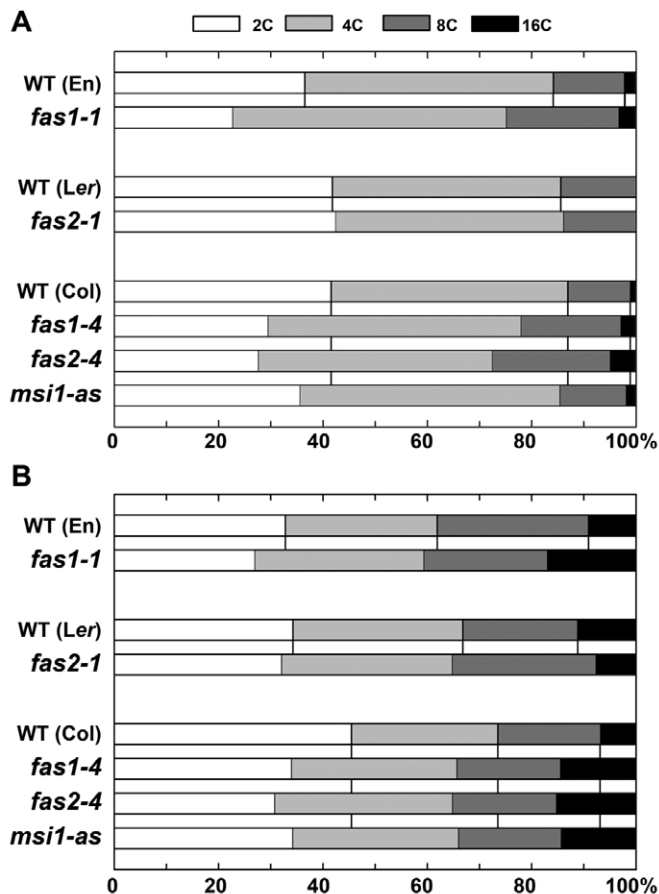 A
2C 4C 8C 16C
WT (En)
fas1-1
WT (Ler)
fas2-1
WT (Col)
fas1-4
fas2-4
msi1-as
0 20 40 60 80 100%
B
WT (En)
fas1-1
WT (Ler)
fas2-1
WT (Col)
fas1-4
fas2-4
msi1-as
0 20 40 60 80 100%